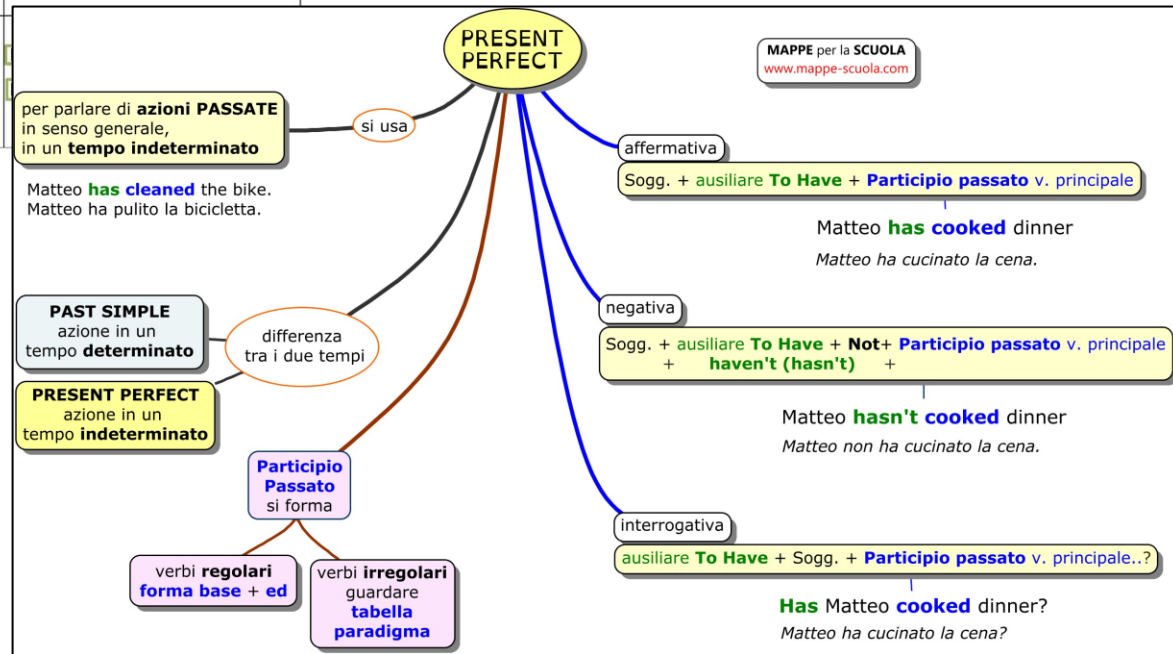 PRESENT
PERFECT
MAPPE per la SCUOLA
www.mappe-scuola.com
si usa
per parlare di azioni PASSATE
in senso generale,
in un tempo indeterminato
Matteo has cleaned the bike.
Matteo ha pulito la bicicletta.
differenza
tra i due tempi
PAST SIMPLE
azione in un
tempo determinato
PRESENT PERFECT
azione in un
tempo indeterminato
Participio
Passato
si forma
verbi regolari
forma base + ed
verbi irregolari
guardare
tabella
paradigma
affermativa
Sogg. + ausiliare To Have + Participio passato v. principale
Matteo has cooked dinner
Matteo ha cucinato la cena.
negativa
Sogg. + ausiliare To Have + Not+ Participio passato v. principale
+ haven't (hasn't) +
Matteo hasn't cooked dinner
Matteo non ha cucinato la cena.
interrogativa
ausiliare To Have + Sogg. + Participio passato v. principale..?
Has Matteo cooked dinner?
Matteo ha cucinato la cena?